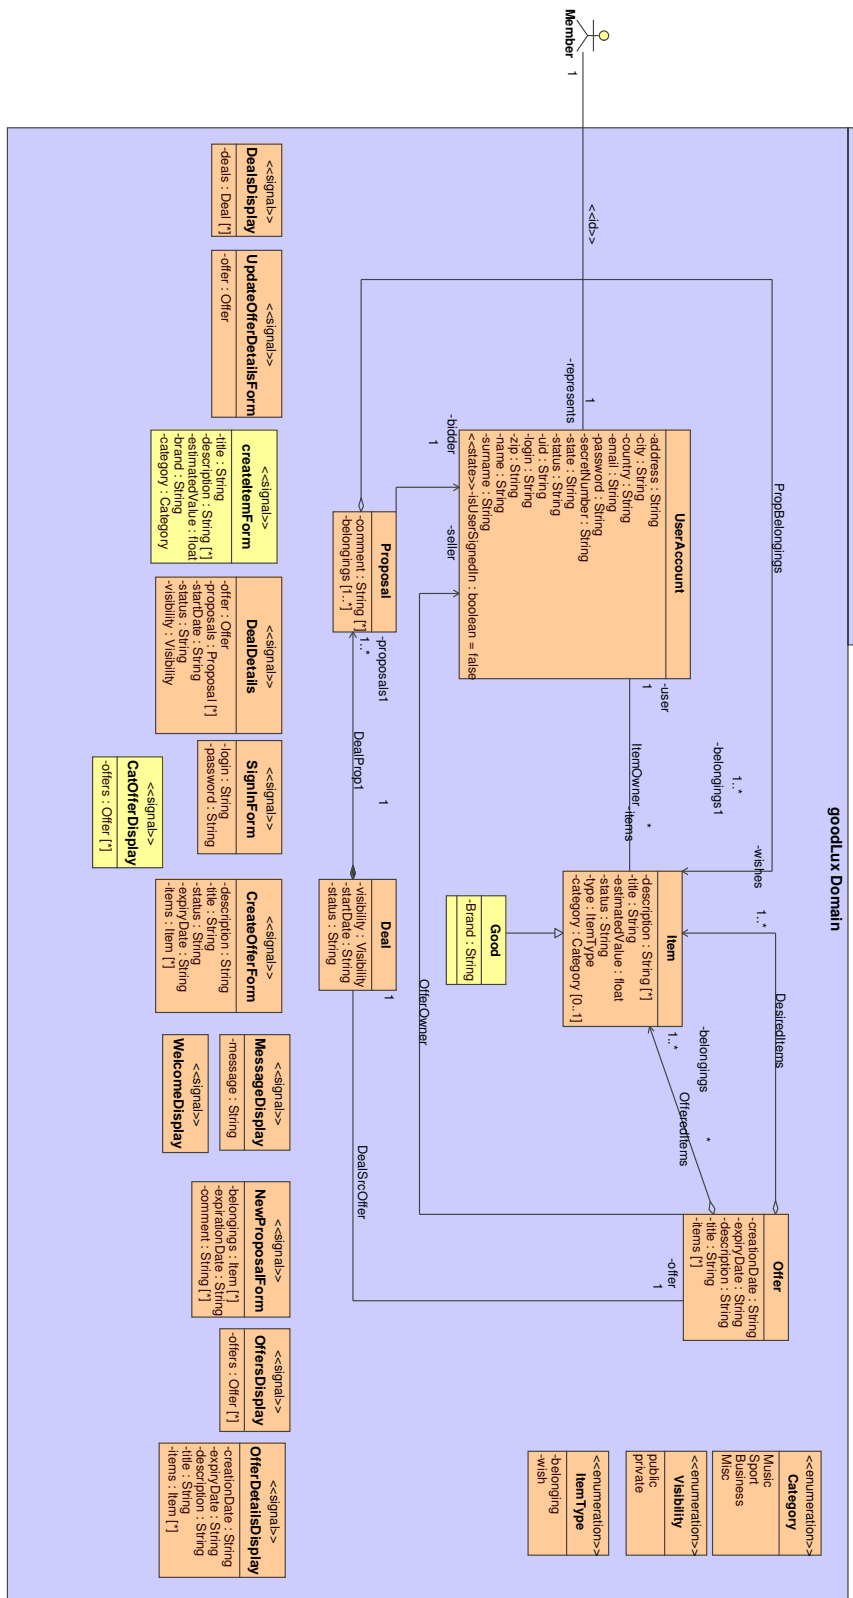 goodLux Domain
Member
1
<<id>>
-represents
1
UserAccount
-address : String
-city : String
-country : String
-email : String
-password : String
-secretNumber : String
-state : String
-status : String
-uid : String
-login : String
-zip : String
-name : String
-surname : String
<<state>>-isUserSignedIn : boolean = false
-bidder
1
-seller
-user
1
ItemOwner
*
-items
PropBelongings
1..*
-belongings1
-wishes
1..*
DesiredItems
Item
-description : String [*]
-title : String
-estimatedValue : float
-status : String
-type : ItemType
-category : Category [0..1]
1..*
-belongings
OfferedItems
*
Offer
-creationDate : String
-expiryDate : String
-description : String
-title : String
-items [*]
-offer
1
Good
-Brand : String
OfferOwner
Proposal
-comment : String [*]
-belongings [1..*]
-proposals1
1..*
DealProp1
1
Deal
-visibility : Visibility
-startDate : String
-status : String
1
DealSrcOffer
<<enumeration>>
Category
Music
Sport
Business
Misc
<<enumeration>>
Visibility
public
private
<<enumeration>>
ItemType
-belonging
-wish
<<signal>>
DealsDisplay
-deals : Deal [*]
<<signal>>
UpdateOfferDetailsForm
-offer : Offer
<<signal>>
createItemForm
-title : String
-description : String [*]
-estimatedValue : float
-brand : String
-category : Category
<<signal>>
DealDetails
-offer : Offer
-proposals : Proposal [*]
-startDate : String
-status : String
-visibility : Visibility
<<signal>>
SignInForm
-login : String
-password : String
<<signal>>
CatOfferDisplay
-offers : Offer [*]
<<signal>>
CreateOfferForm
-description : String
-title : String
-status : String
-expiryDate : String
-items : Item [*]
<<signal>>
MessageDisplay
-message : String
<<signal>>
WelcomeDisplay
<<signal>>
NewProposalForm
-belongings : Item [*]
-expirationDate : String
-comment : String [*]
<<signal>>
OffersDisplay
-offers : Offer [*]
<<signal>>
OfferDetailsDisplay
-creationDate : String
-expiryDate : String
-description : String
-title : String
-items : Item [*]